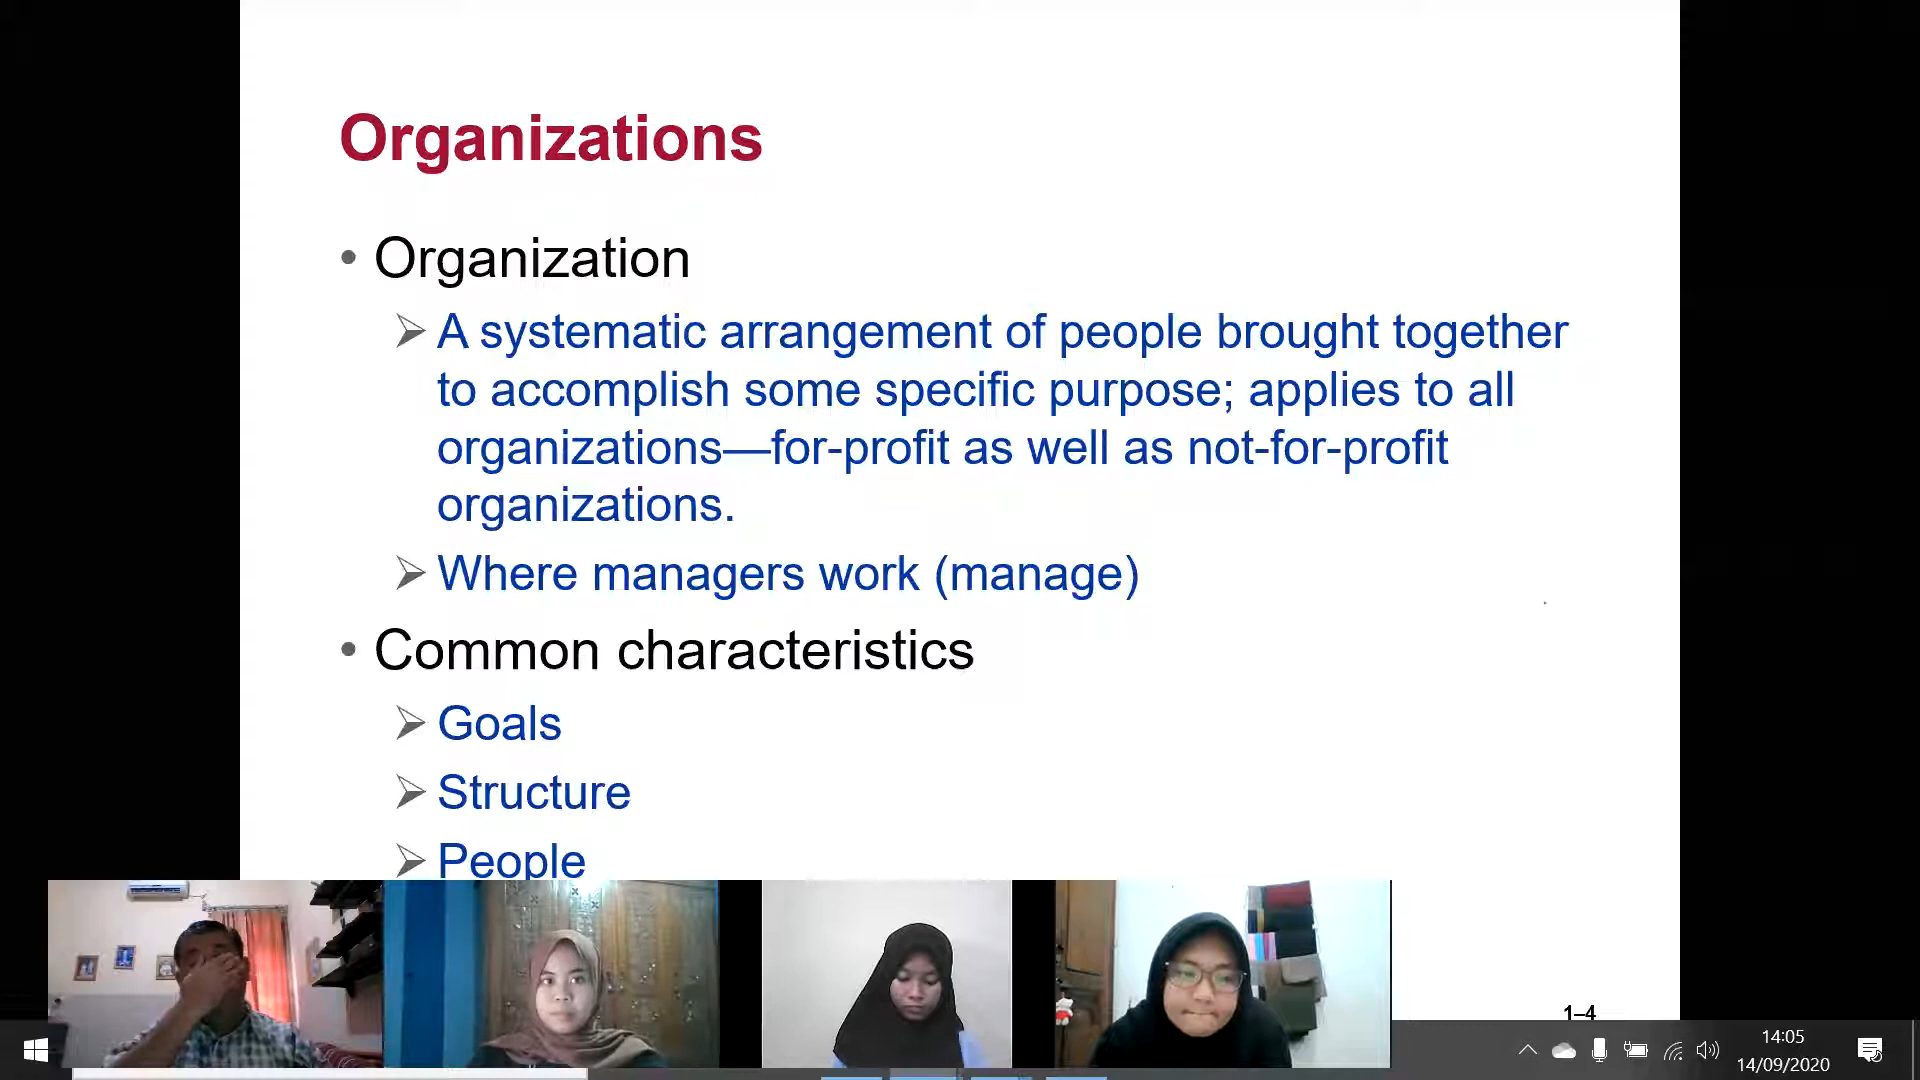 Organizations
• Organization
➢ A systematic arrangement of people brought together
to accomplish some specific purpose; applies to all
organizations—for-profit as well as not-for-profit
organizations.
➢ Where managers work (manage)
• Common characteristics
➢ Goals
➢ Structure
➢ People
1–4
14:05
14/09/2020